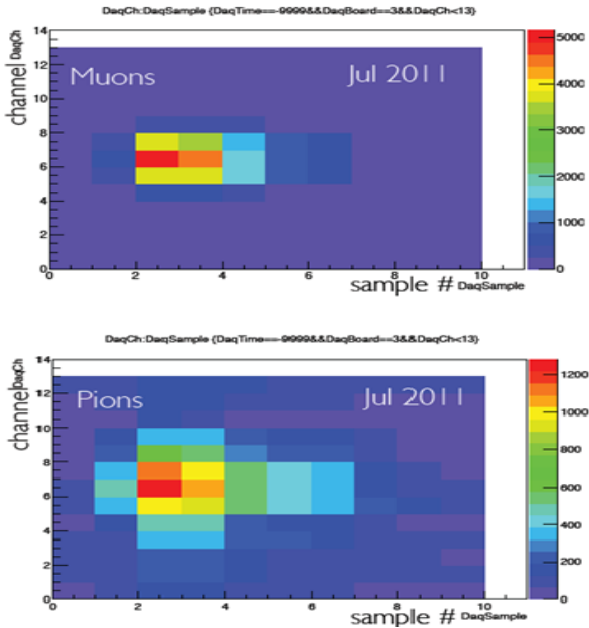 DaqCh:DaqSample {DaqTime==-9999&&DaqBoard==3&&DaqCh<13}
channel DaqCh
14
12
10
8
6
4
2
0
Muons
Jul 2011
5000
4000
3000
2000
1000
0
0 2 4 6 8 10
sample # DaqSample
DaqCh:DaqSample {DaqTime==-9999&&DaqBoard==3&&DaqCh<13}
channel DaqCh
14
12
10
8
6
4
2
0
Pions
Jul 2011
1200
1000
800
600
400
200
0
0 2 4 6 8 10
sample # DaqSample